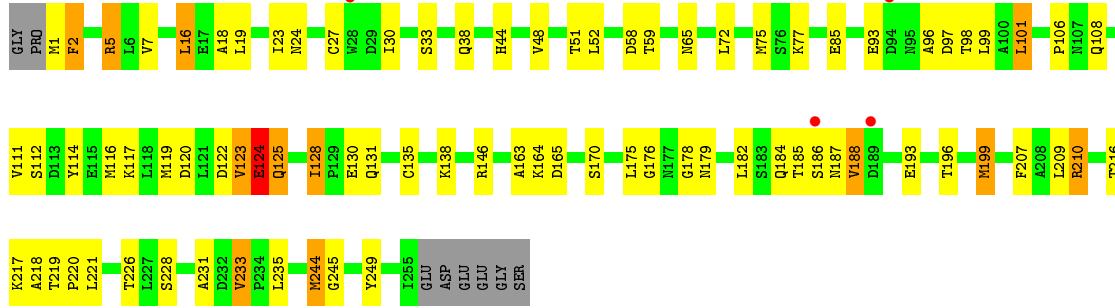 GLY PRO M1 F2 R5 L6 V7 L16 E17 A18 L19 I23 N24 C27 W28 D29 I30 S33 Q38 H44 V48 T51 L52 D58 T59 N65 L72 M75 S76 K77 E85 E93 D94 N95 A96 D97 T98 L99 A100 L101 P106 N107 Q108
V111 S112 D113 Y114 E115 M116 K117 L118 M119 D120 L121 D122 V123 E124 Q125 I128 P129 E130 Q131 C135 K138 R146 A163 K164 D165 S170 L175 G176 N177 G178 N179 L182 S183 Q184 T185 S186 N187 V188 D189 E193 T196 M199 F207 A208 L209 R210 T216
K217 A218 T219 P220 L221 T226 L227 S228 A231 D232 V233 P234 L235 M244 G245 Y249 I255 GLU ASP GLU GLU GLY SER